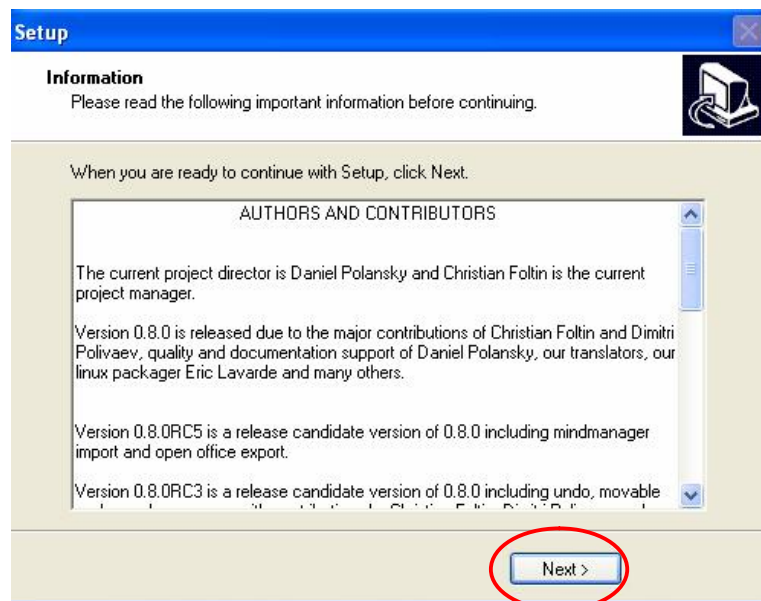 Setup
Information
Please read the following important information before continuing.
When you are ready to continue with Setup, click Next.
AUTHORS AND CONTRIBUTORS
The current project director is Daniel Polansky and Christian Foltin is the current
project manager.
Version 0.8.0 is released due to the major contributions of Christian Foltin and Dimitri
Polivaev, quality and documentation support of Daniel Polansky, our translators, our
linux packager Eric Lavarde and many others.
Version 0.8.0RC5 is a release candidate version of 0.8.0 including mindmanager
import and open office export.
Version 0.8.0RC3 is a release candidate version of 0.8.0 including undo, movable
Next >